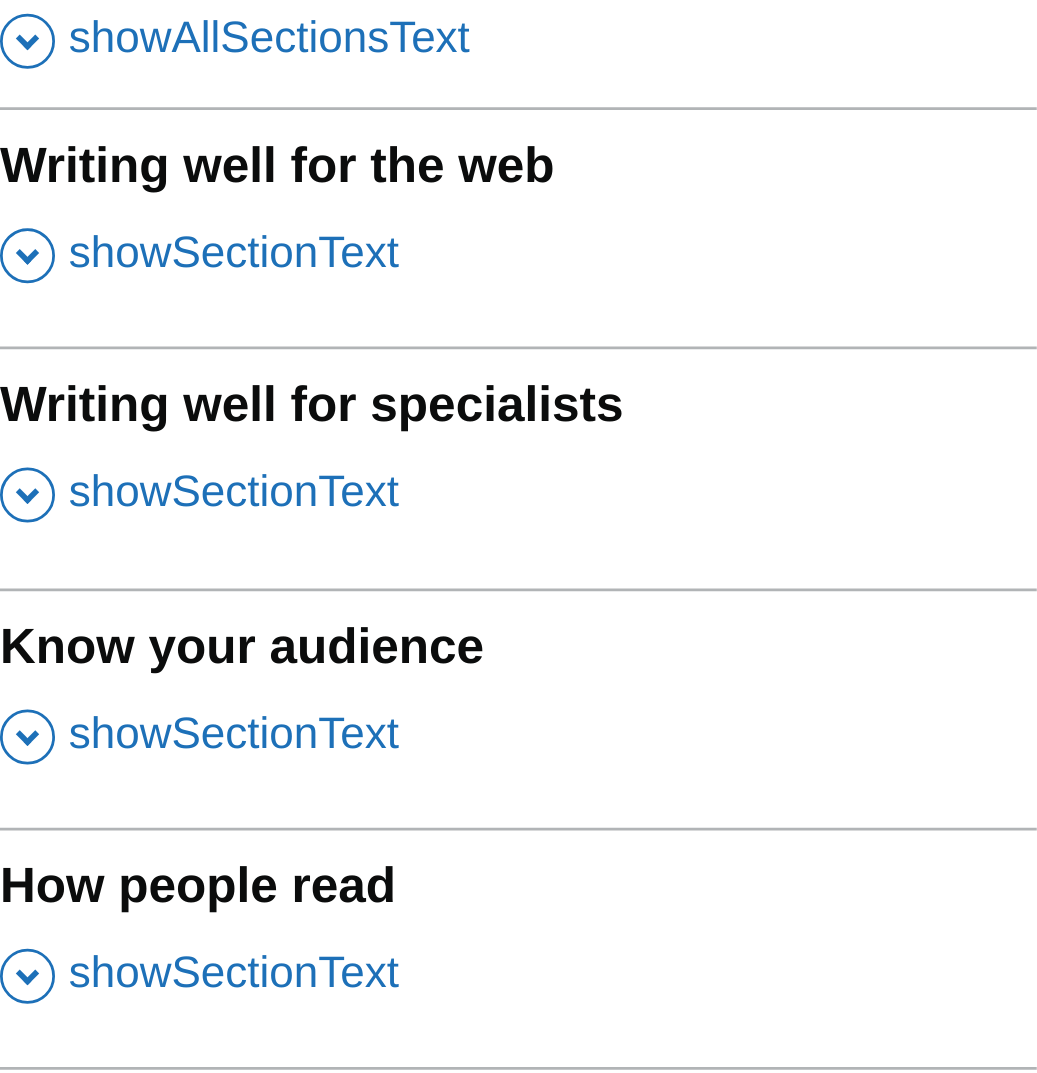 showAllSectionsText
Writing well for the web
showSectionText
Writing well for specialists
showSectionText
Know your audience
showSectionText
How people read
showSectionText